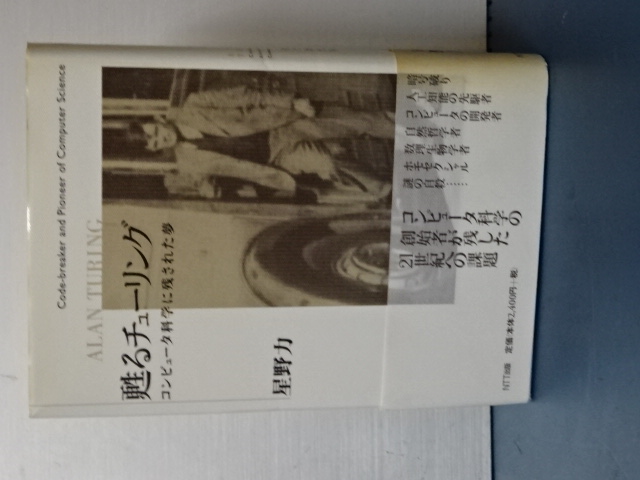 Code-breaker and Pioneer of Computer Science
ALAN TURING
甦るチューリング
コンピュータ科学に残された夢
星野力
暗号破り
人工知能の先駆者
コンピュータの開発者
自然哲学者
数理生物学者
ホモセクシャル
謎の自殺……
コンピュータ科学の
創始者が残した
21世紀への課題
NTT出版 定価：本体2,400円+税